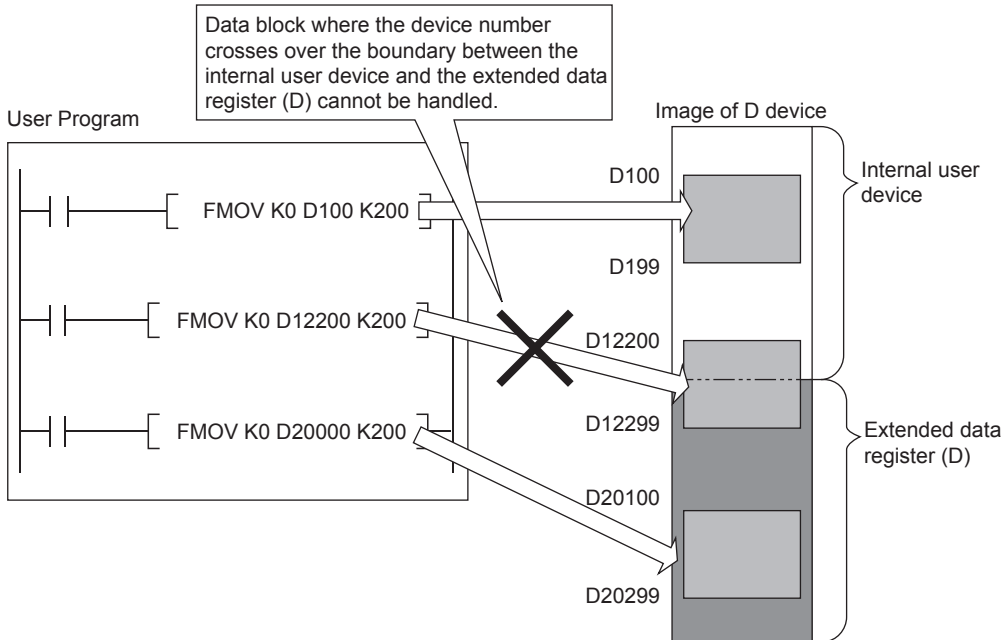 Data block where the device number
crosses over the boundary between the
internal user device and the extended data
register (D) cannot be handled.
User Program
Image of D device
D100
Internal user
device
FMOV K0 D100 K200
D199
FMOV K0 D12200 K200
D12200
D12299
FMOV K0 D20000 K200
Extended data
register (D)
D20100
D20299